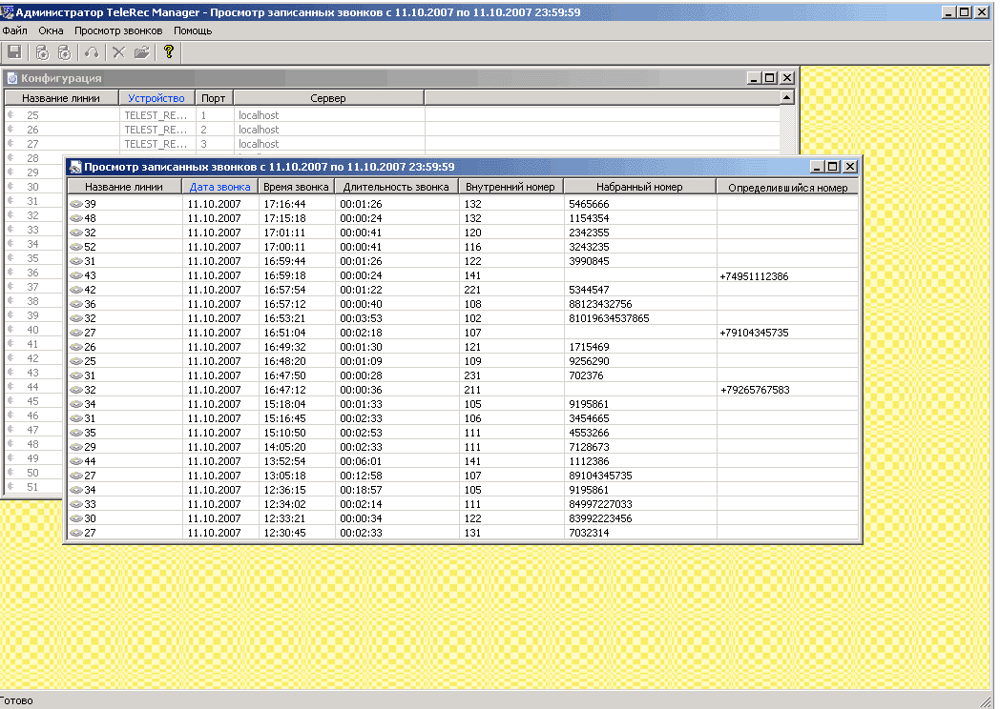 Администратор TeleRec Manager - Просмотр записанных звонков с 11.10.2007 по 11.10.2007 23:59:59
Файл Окна Просмотр звонков Помощь
Конфигурация
Название линии Устройство Порт Сервер
25 TELEST_RE... 1 localhost
26 TELEST_RE... 2 localhost
27 TELEST_RE... 3 localhost
28
29
30
31
32
33
34
35
36
37
38
39
40
41
42
43
44
45
46
47
48
49
50
51
Просмотр записанных звонков с 11.10.2007 по 11.10.2007 23:59:59
Название линии Дата звонка Время звонка Длительность звонка Внутренний номер Набранный номер Определившийся номер
39 11.10.2007 17:16:44 00:01:26 132 5465666
48 11.10.2007 17:15:18 00:00:24 132 1154354
32 11.10.2007 17:01:11 00:00:41 120 2342355
52 11.10.2007 17:00:11 00:00:41 116 3243235
31 11.10.2007 16:59:44 00:01:26 122 3990845
43 11.10.2007 16:59:18 00:00:24 141 +74951112386
42 11.10.2007 16:57:54 00:01:22 221 5344547
36 11.10.2007 16:57:12 00:00:40 108 88123432756
32 11.10.2007 16:53:21 00:03:53 102 81019634537865
27 11.10.2007 16:51:04 00:02:18 107 +79104345735
26 11.10.2007 16:49:32 00:01:30 121 1715469
25 11.10.2007 16:48:20 00:01:09 109 9256290
31 11.10.2007 16:47:50 00:00:28 231 702376
32 11.10.2007 16:47:12 00:00:36 211 +79265767583
34 11.10.2007 15:18:04 00:01:33 105 9195861
31 11.10.2007 15:16:45 00:02:33 106 3454665
35 11.10.2007 15:10:50 00:02:53 111 4553266
29 11.10.2007 14:05:20 00:02:33 111 7128673
44 11.10.2007 13:52:54 00:06:01 141 1112386
27 11.10.2007 13:05:18 00:12:58 107 89104345735
34 11.10.2007 12:36:15 00:18:57 105 9195861
33 11.10.2007 12:34:02 00:02:14 111 84997227033
30 11.10.2007 12:33:21 00:00:34 122 83992223456
27 11.10.2007 12:30:45 00:02:33 131 7032314
Готово